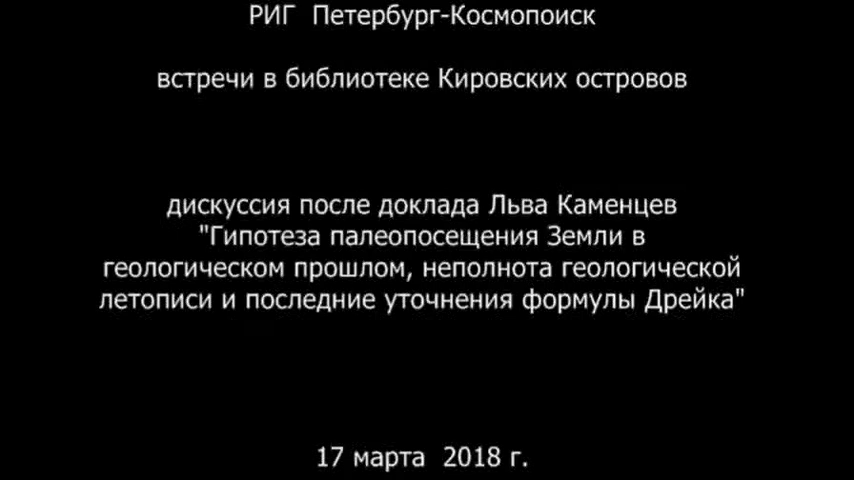 РИГ Петербург-Космопоиск
встречи в библиотеке Кировских островов
дискуссия после доклада Льва Каменцев
"Гипотеза палеопосещения Земли в
геологическом прошлом, неполнота геологической
летописи и последние уточнения формулы Дрейка"
17 марта 2018 г.